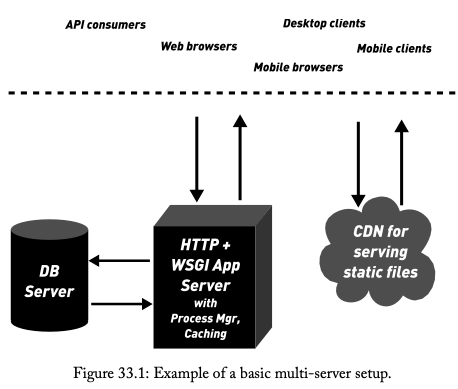 API consumers
Desktop clients
Web browsers
Mobile clients
Mobile browsers
DB
Server
HTTP +
WSGI App
Server
with
Process Mgr,
Caching
CDN for
serving
static files
Figure 33.1: Example of a basic multi-server setup.